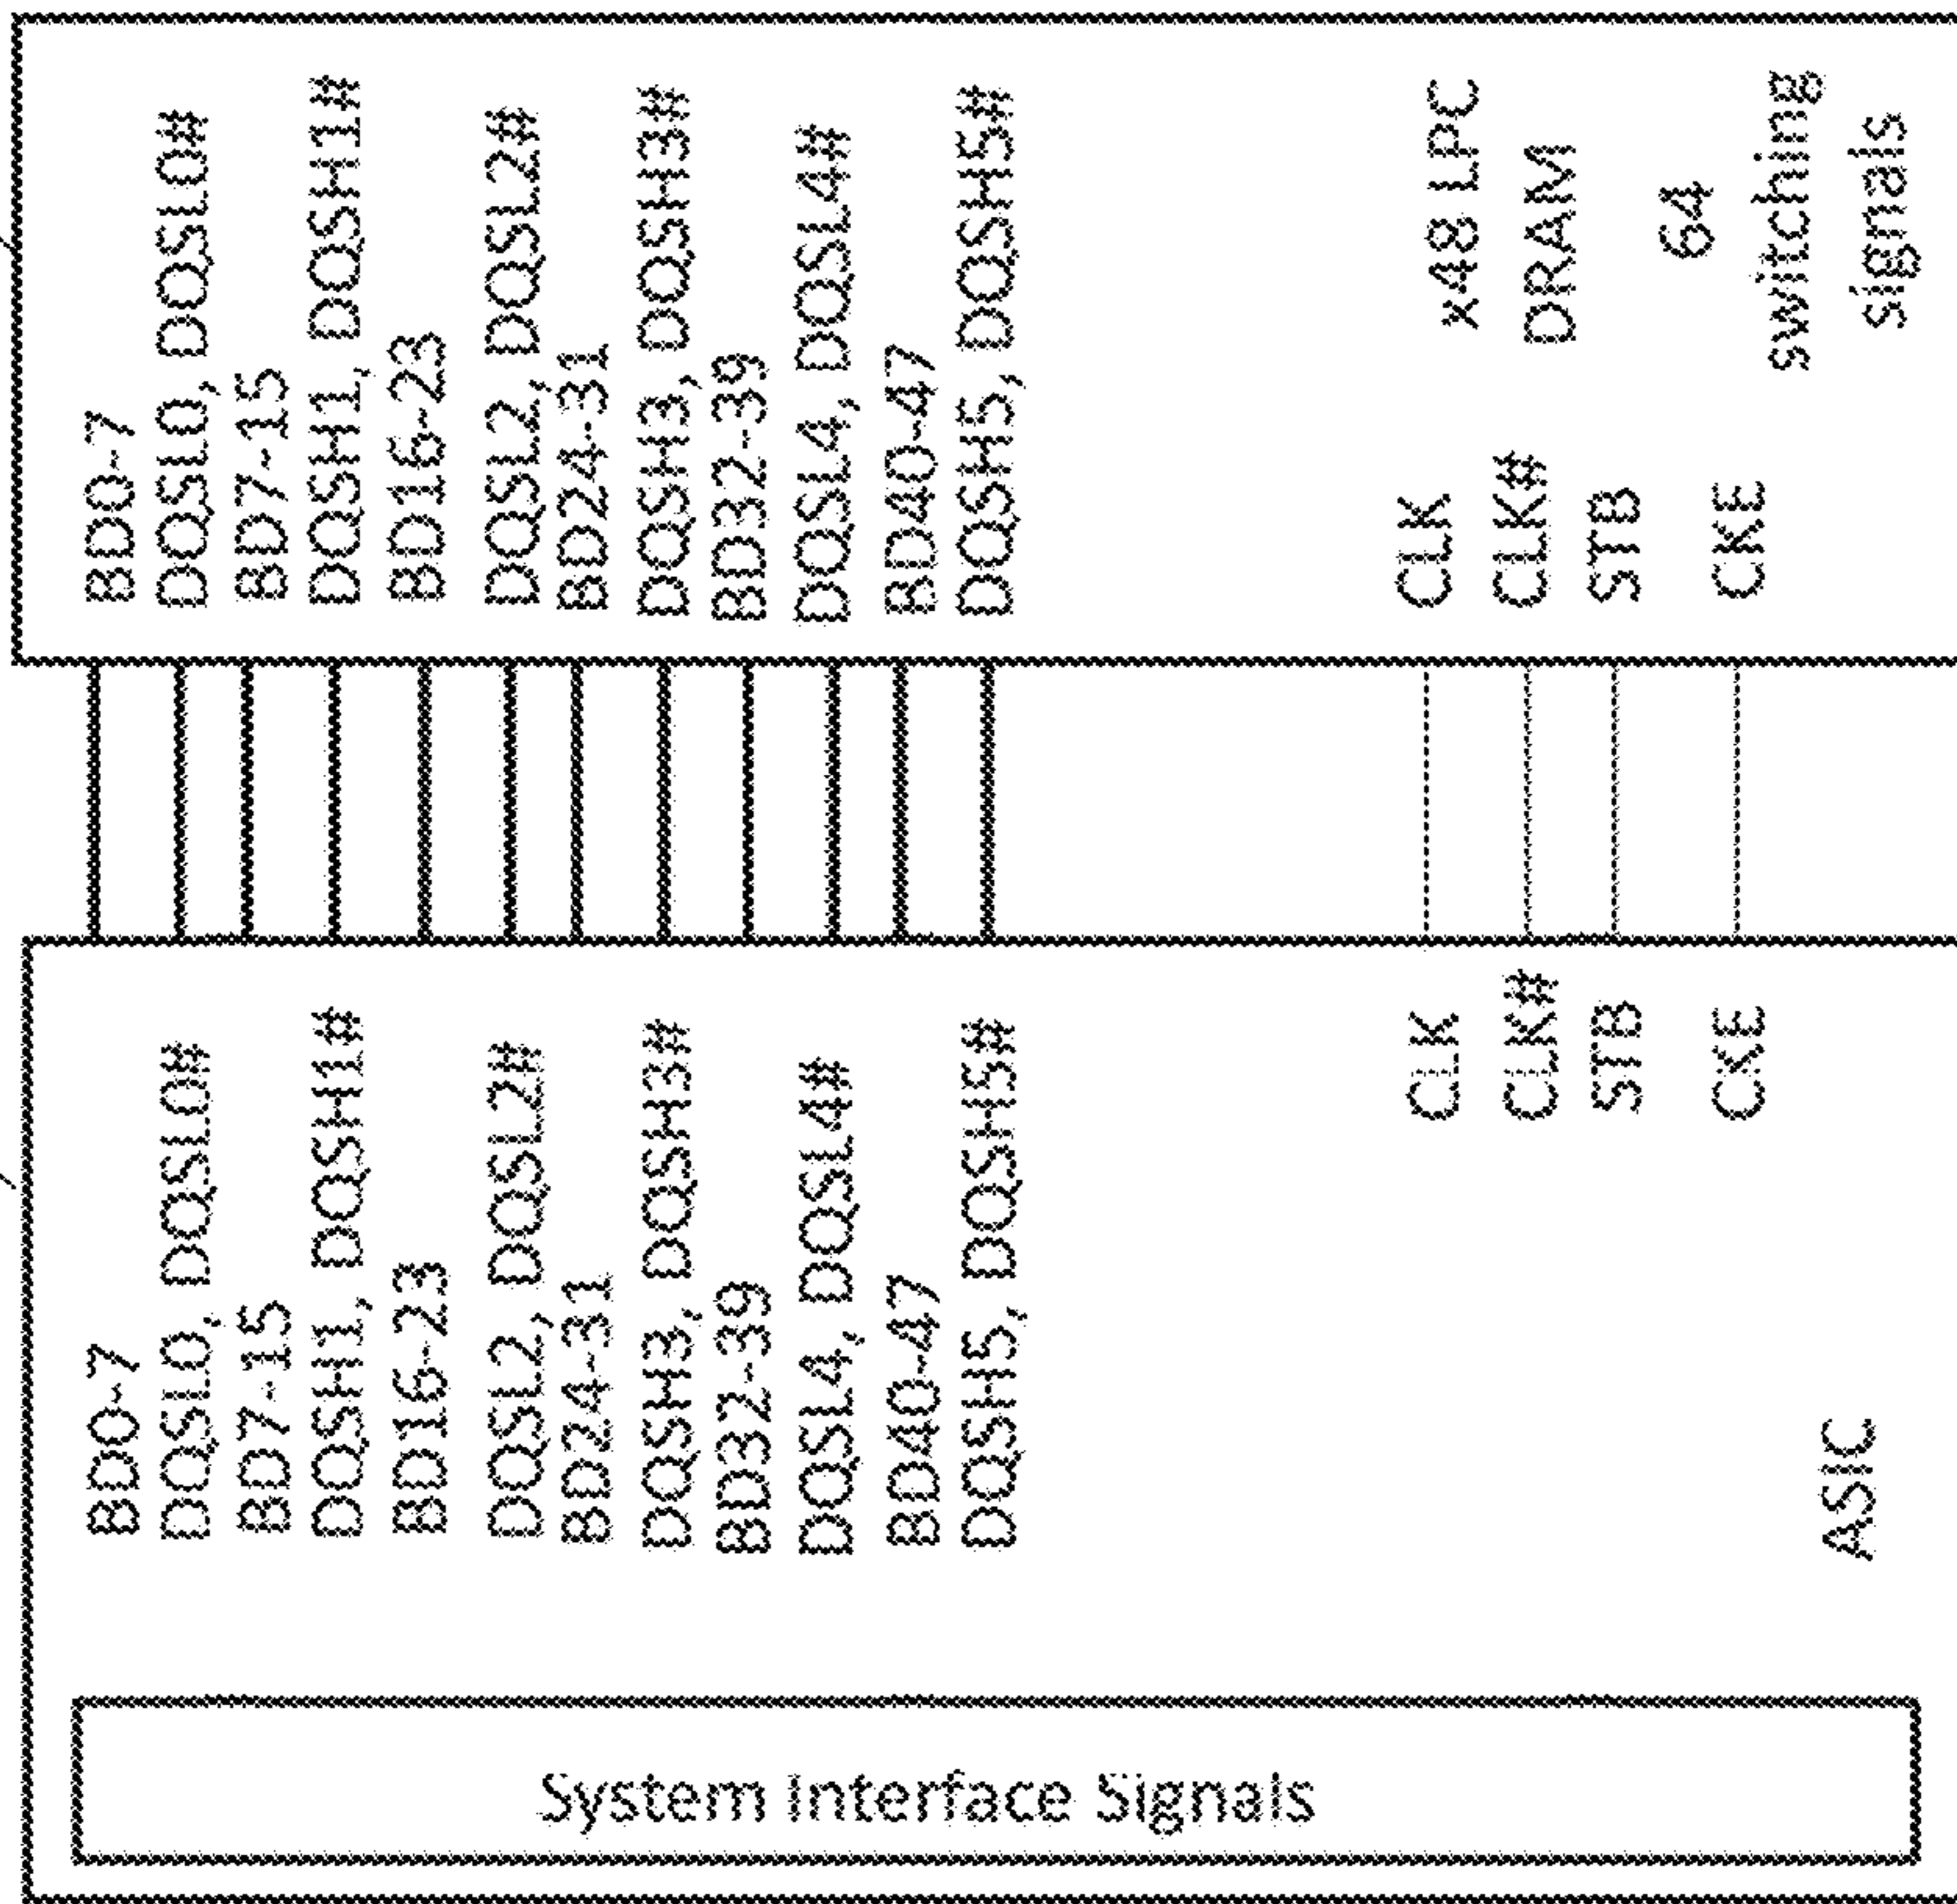 BD0-7
DQSL0, DQSL0#
BD7-15
DQSH1, DQSH1#
BD16-23
DQSL2, DQSL2#
BD24-31
DQSH3, DQSH3#
BD32-39
DQSL4, DQSL4#
BD40-47
DQSH5, DQSH5#
CLK
CLK#
STB
CKE
x48 LPC
DRAM
64
switching
signals
BD0-7
DQSL0, DQSL0#
BD7-15
DQSH1, DQSH1#
BD16-23
DQSL2, DQSL2#
BD24-31
DQSH3, DQSH3#
BD32-39
DQSL4, DQSL4#
BD40-47
DQSH5, DQSH5#
CLK
CLK#
STB
CKE
ASIC
System Interface Signals